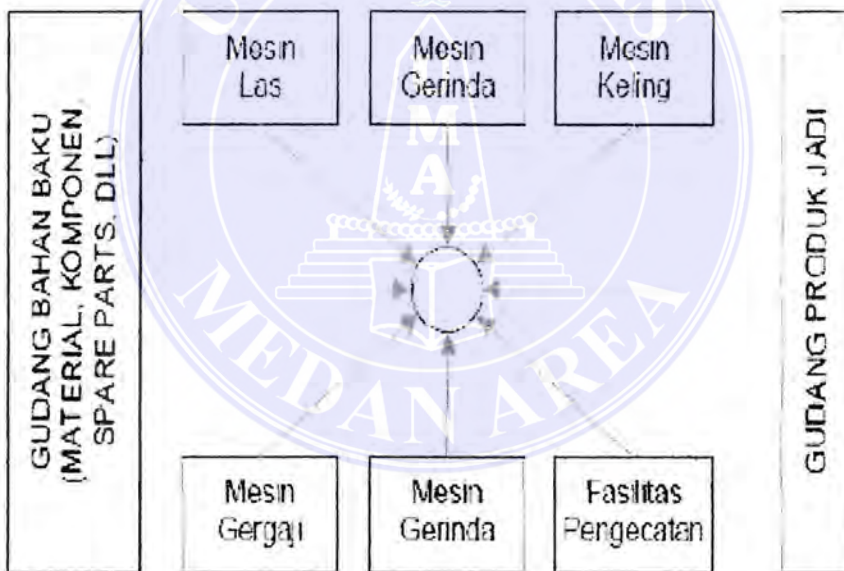 GUDANG BAHAN BAKU
(MATERIAL, KOMPONEN,
SPARE PARTS, DLL)
Mesin
Las
Mesin
Gerinda
Mesin
Keling
Mesin
Gergaji
Mesin
Gerinda
Fasilitas
Pengecatan
GUDANG PRODUK JADI
UMA
MEDAN AREA